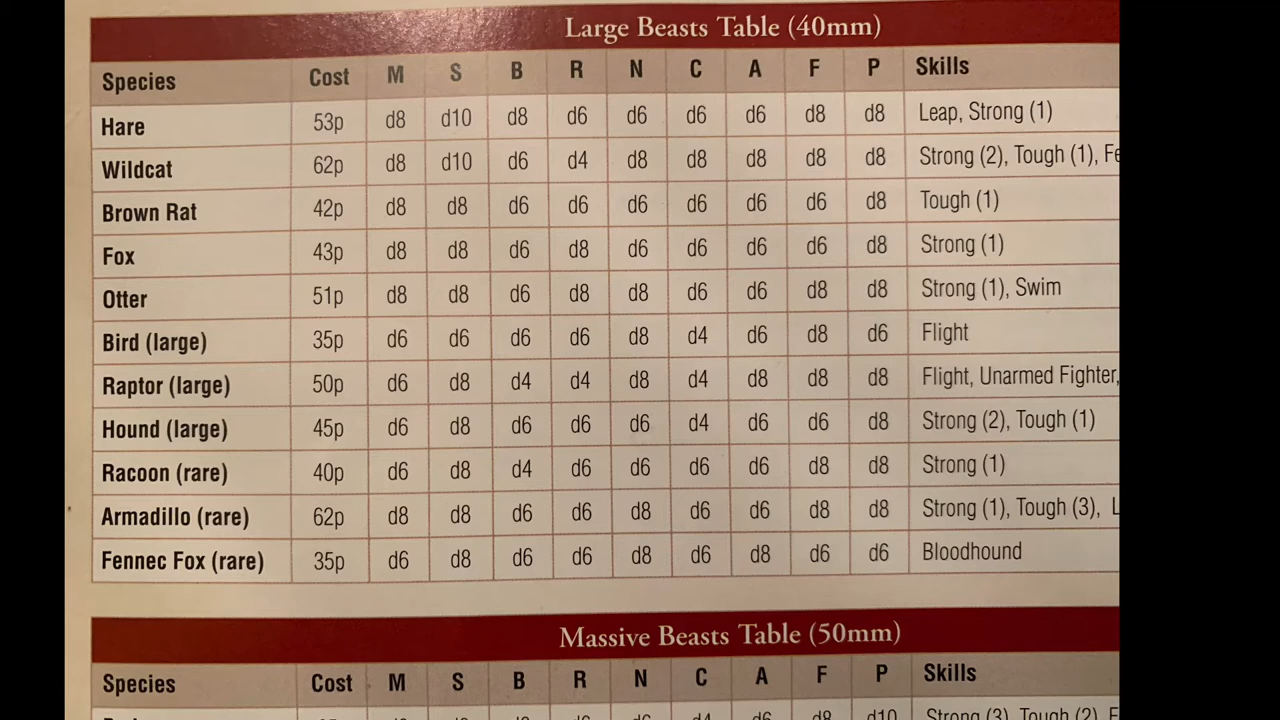 Large Beasts Table (40mm)
Species Cost M S B R N C A F P Skills
Hare 53p d8 d10 d8 d6 d6 d6 d6 d8 d8 Leap, Strong (1)
Wildcat 62p d8 d10 d6 d4 d8 d8 d8 d8 d8 Strong (2), Tough (1), Fe
Brown Rat 42p d8 d8 d6 d6 d6 d6 d6 d6 d8 Tough (1)
Fox 43p d8 d8 d6 d8 d6 d6 d6 d6 d8 Strong (1)
Otter 51p d8 d8 d6 d8 d8 d6 d6 d8 d8 Strong (1), Swim
Bird (large) 35p d6 d6 d6 d6 d8 d4 d6 d8 d6 Flight
Raptor (large) 50p d6 d8 d4 d4 d8 d4 d8 d8 d8 Flight, Unarmed Fighter,
Hound (large) 45p d6 d8 d6 d6 d6 d4 d6 d6 d8 Strong (2), Tough (1)
Racoon (rare) 40p d6 d8 d4 d6 d6 d6 d6 d8 d8 Strong (1)
Armadillo (rare) 62p d8 d8 d6 d6 d8 d6 d6 d8 d8 Strong (1), Tough (3), L
Fennec Fox (rare) 35p d6 d8 d6 d6 d8 d6 d8 d6 d6 Bloodhound
Massive Beasts Table (50mm)
Species Cost M S B R N C A F P Skills
d4 d6 d8 d10 Strong (3), Tough (2), F